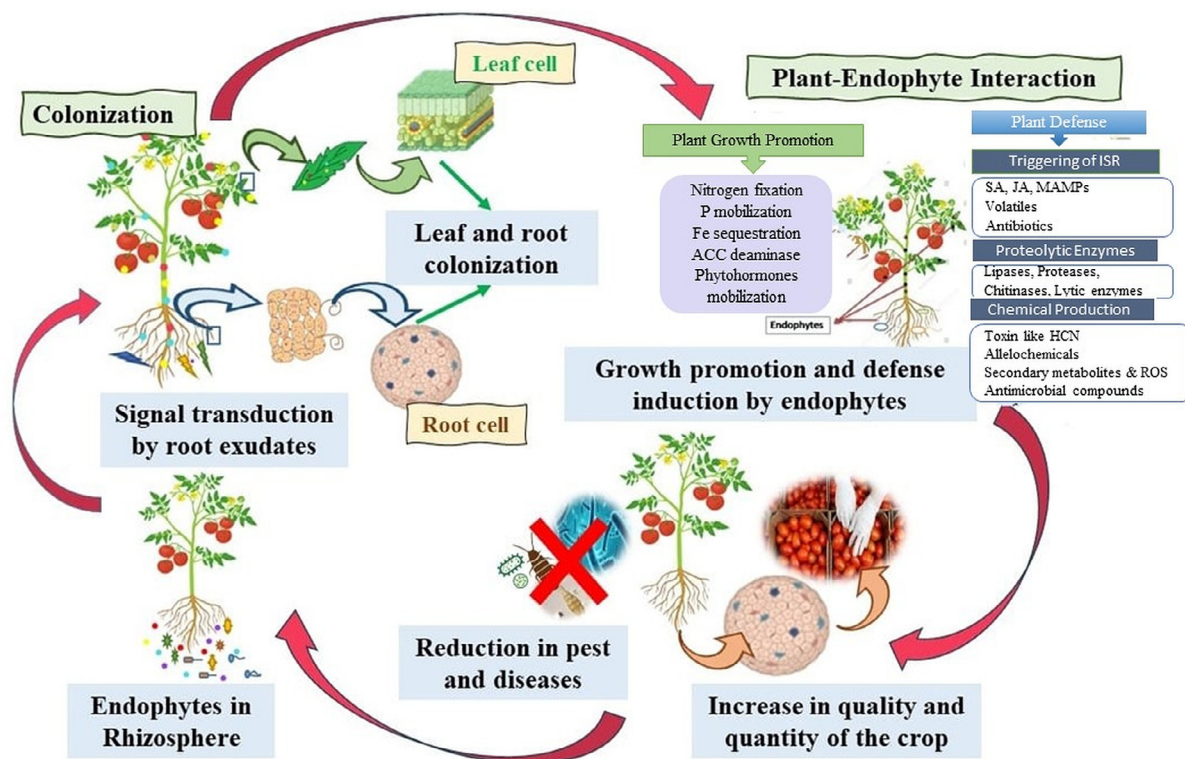 Colonization
Leaf cell
Leaf and root
colonization
Signal transduction
by root exudates
Root cell
Endophytes in
Rhizosphere
Plant-Endophyte Interaction
Plant Growth Promotion
Nitrogen fixation
P mobilization
Fe sequestration
ACC deaminase
Phytohormones
mobilization
Endophytes
Plant Defense
Triggering of ISR
SA, JA, MAMPs
Volatiles
Antibiotics
Proteolytic Enzymes
Lipases, Proteases,
Chitinases, Lytic enzymes
Chemical Production
Toxin like HCN
Allelochemicals
Secondary metabolites & ROS
Antimicrobial compounds
Growth promotion and defense
induction by endophytes
Reduction in pest
and diseases
Increase in quality and
quantity of the crop